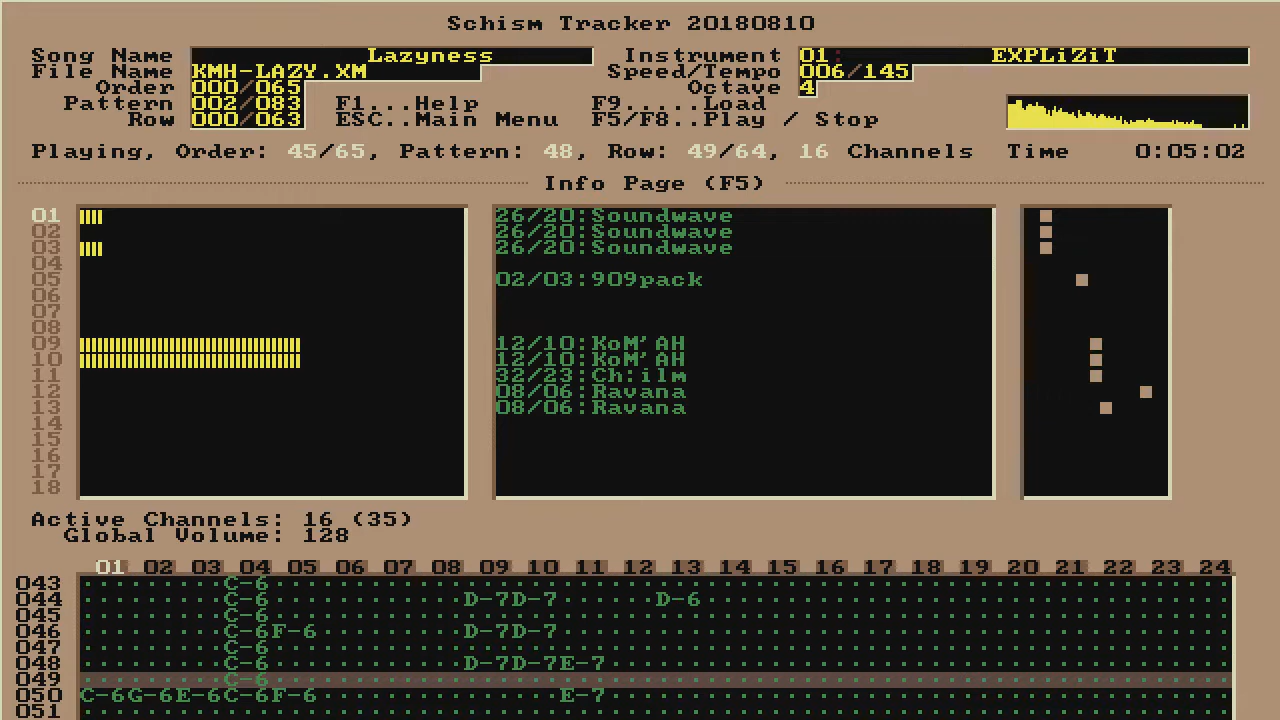 Schism Tracker 20180810
Song Name Lazyness Instrument 01: EXPLiZiT
File Name KMH-LAZY.XM Speed/Tempo 006/145
Order 000/065 Octave 4
Pattern 002/083 F1...Help F9.....Load
Row 000/063 ESC..Main Menu F5/F8..Play / Stop
Playing, Order: 45/65, Pattern: 48, Row: 49/64, 16 Channels Time 0:05:02
Info Page (F5)
01 26/20:Soundwave
02 26/20:Soundwave
03 26/20:Soundwave
04
05 02/03:909pack
06
07
08
09 12/10:KoM'AH
10 12/10:KoM'AH
11 32/23:Ch:ilm
12 08/06:Ravana
13 08/06:Ravana
14
15
16
17
18
Active Channels: 16 (35)
Global Volume: 128
01 02 03 04 05 06 07 08 09 10 11 12 13 14 15 16 17 18 19 20 21 22 23 24
043 C-6
044 C-6 D-7D-7 D-6
045 C-6
046 C-6F-6 D-7D-7
047 C-6
048 C-6 D-7D-7E-7
049 C-6
050 C-6G-6E-6C-6F-6 E-7
051